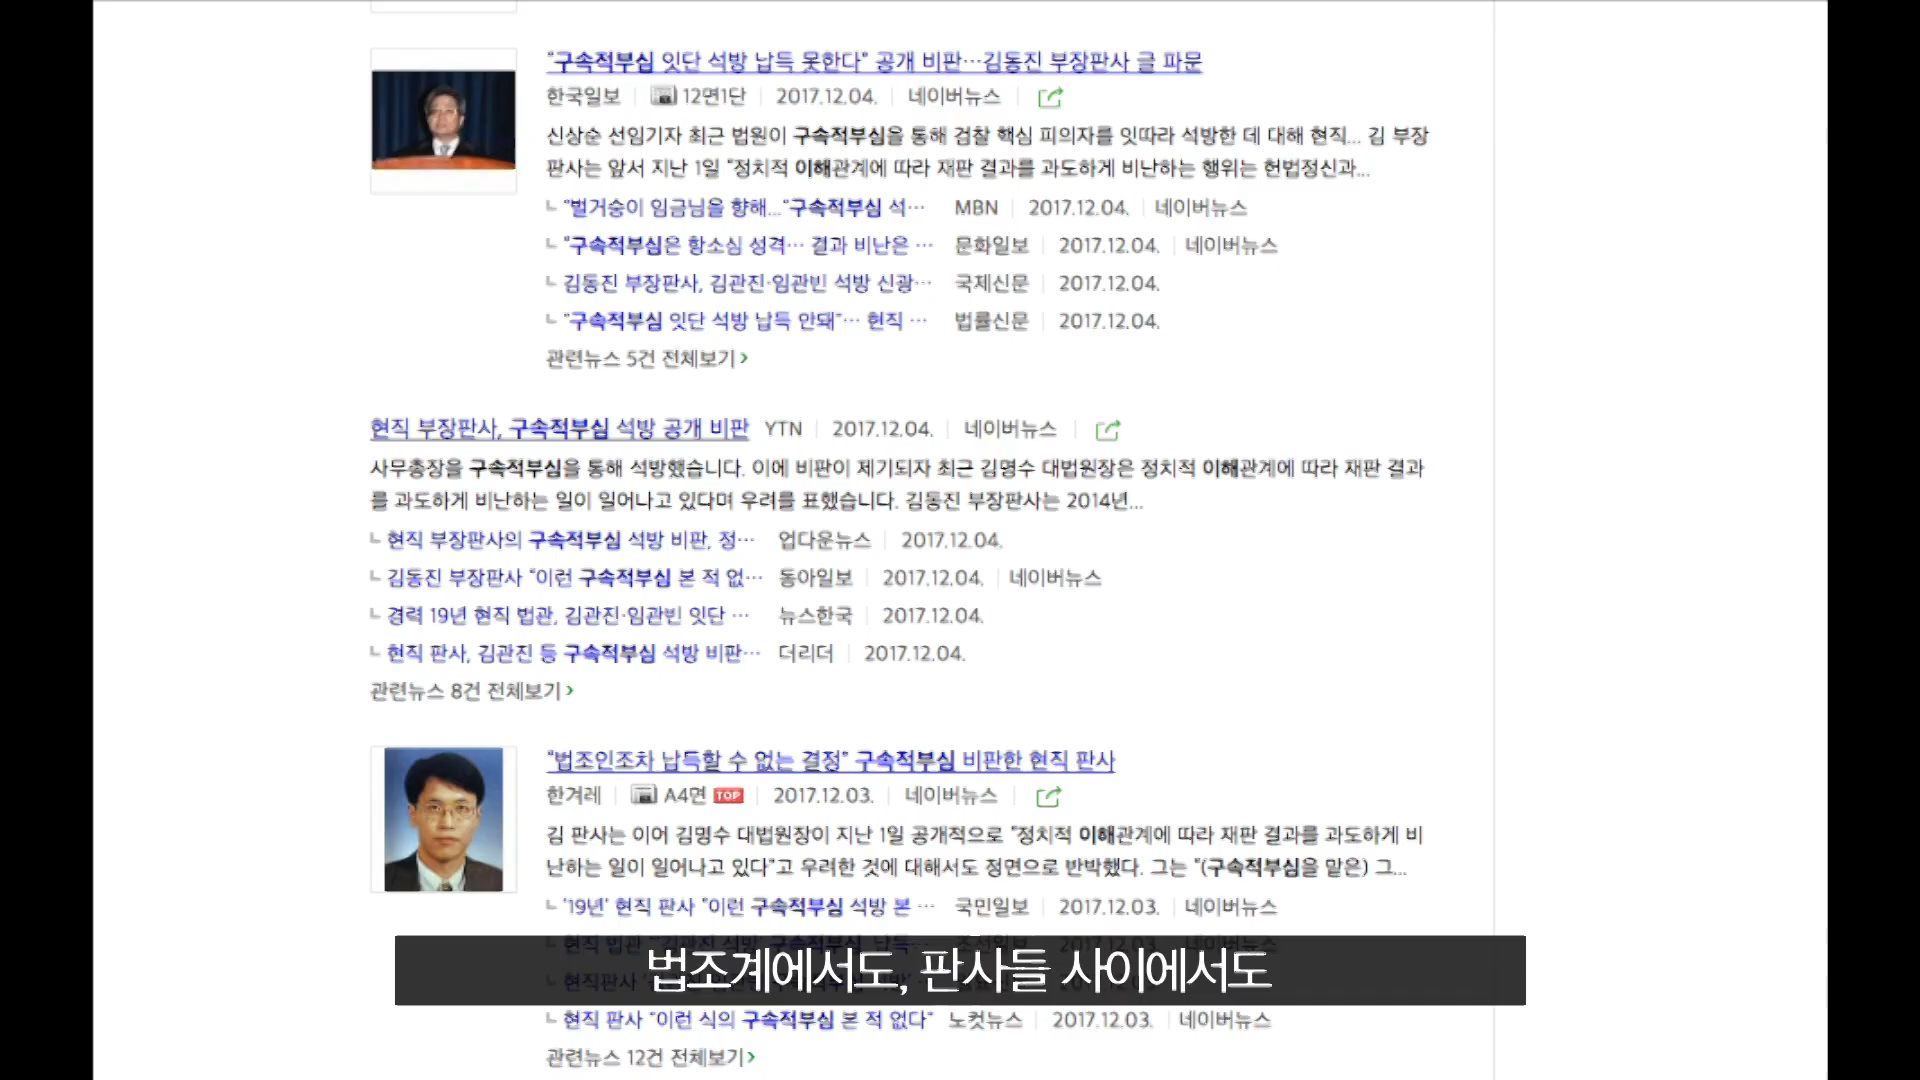 "구속적부심 잇단 석방 납득 못한다" 공개 비판…김동진 부장판사 글 파문
한국일보 12면1단 2017.12.04. 네이버뉴스
신상순 선임기자 최근 법원이 구속적부심을 통해 검찰 핵심 피의자를 잇따라 석방한 데 대해 현직... 김 부장
판사는 앞서 지난 1일 "정치적 이해관계에 따라 재판 결과를 과도하게 비난하는 행위는 헌법정신과...
"벌거숭이 임금님을 향해..."구속적부심 석… MBN 2017.12.04. 네이버뉴스
"구속적부심은 항소심 성격… 결과 비난은 … 문화일보 2017.12.04. 네이버뉴스
김동진 부장판사, 김관진·임관빈 석방 신광… 국제신문 2017.12.04.
"구속적부심 잇단 석방 납득 안돼"… 현직 … 법률신문 2017.12.04.
관련뉴스 5건 전체보기
현직 부장판사, 구속적부심 석방 공개 비판 YTN 2017.12.04. 네이버뉴스
사무총장을 구속적부심을 통해 석방했습니다. 이에 비판이 제기되자 최근 김명수 대법원장은 정치적 이해관계에 따라 재판 결과
를 과도하게 비난하는 일이 일어나고 있다며 우려를 표했습니다. 김동진 부장판사는 2014년...
현직 부장판사의 구속적부심 석방 비판, 정… 업다운뉴스 2017.12.04.
김동진 부장판사 "이런 구속적부심 본 적 없… 동아일보 2017.12.04. 네이버뉴스
경력 19년 현직 법관, 김관진·임관빈 잇단 … 뉴스한국 2017.12.04.
현직 판사, 김관진 등 구속적부심 석방 비판… 더리더 2017.12.04.
관련뉴스 8건 전체보기
"법조인조차 납득할 수 없는 결정" 구속적부심 비판한 현직 판사
한겨레 A4면 TOP 2017.12.03. 네이버뉴스
김 판사는 이어 김명수 대법원장이 지난 1일 공개적으로 "정치적 이해관계에 따라 재판 결과를 과도하게 비
난하는 일이 일어나고 있다"고 우려한 것에 대해서도 정면으로 반박했다. 그는 "(구속적부심을 맡은) 그...
'19년' 현직 판사 "이런 구속적부심 석방 본 … 국민일보 2017.12.03. 네이버뉴스
현직 법관 "'김관진 석방' 구속적부심, 납득… 조선일보 2017.12.03. 네이버뉴스
현직판사
법조계에서도, 판사들 사이에서도
현직 판사 "이런 식의 구속적부심 본 적 없다" 노컷뉴스 2017.12.03. 네이버뉴스
관련뉴스 12건 전체보기